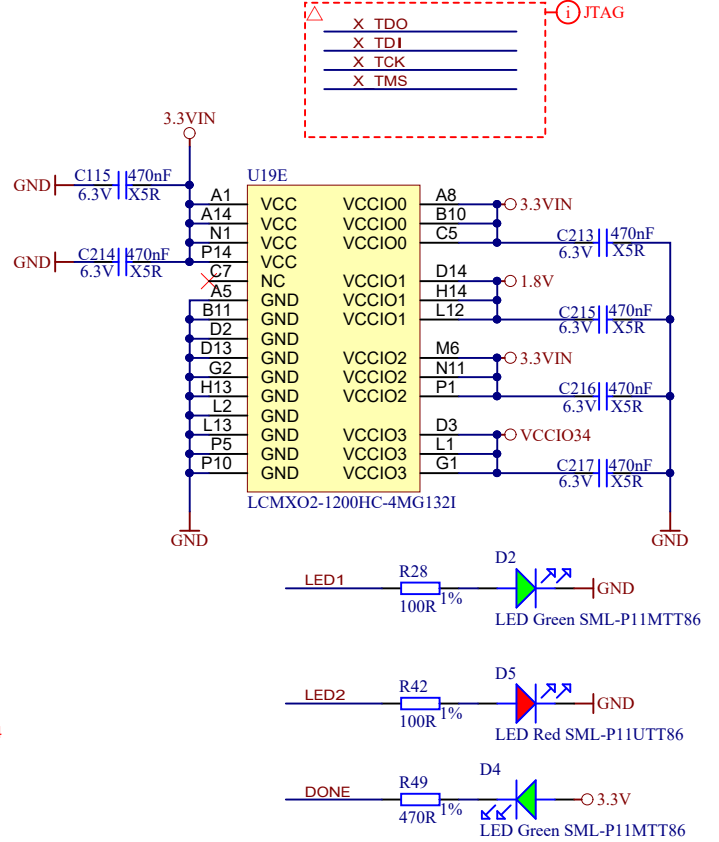 JTAG
X_TDO
X_TDI
X_TCK
X_TMS
3.3VIN
GND C115 470nF
6.3V X5R
GND C214 470nF
6.3V X5R
U19E
A1 VCC VCCIO0 A8 3.3VIN
A14 VCC VCCIO0 B10
N1 VCC VCCIO0 C5
P14 VCC
C7 NC VCCIO1 D14 1.8V
A5 GND VCCIO1 H14
B11 GND VCCIO1 L12
D2 GND
D13 GND VCCIO2 M6 3.3VIN
G2 GND VCCIO2 N11
H13 GND VCCIO2 P1
L2 GND
L13 GND VCCIO3 D3 VCCIO34
P5 GND VCCIO3 L1
P10 GND VCCIO3 G1
LCMXO2-1200HC-4MG132I
C213 470nF
6.3V X5R
C215 470nF
6.3V X5R
C216 470nF
6.3V X5R
C217 470nF
6.3V X5R
GND
GND
LED1 R28 D2
100R 1% GND
LED Green SML-P11MTT86
LED2 R42 D5
100R 1% GND
LED Red SML-P11UTT86
DONE R49 D4
470R 1% 3.3V
LED Green SML-P11MTT86